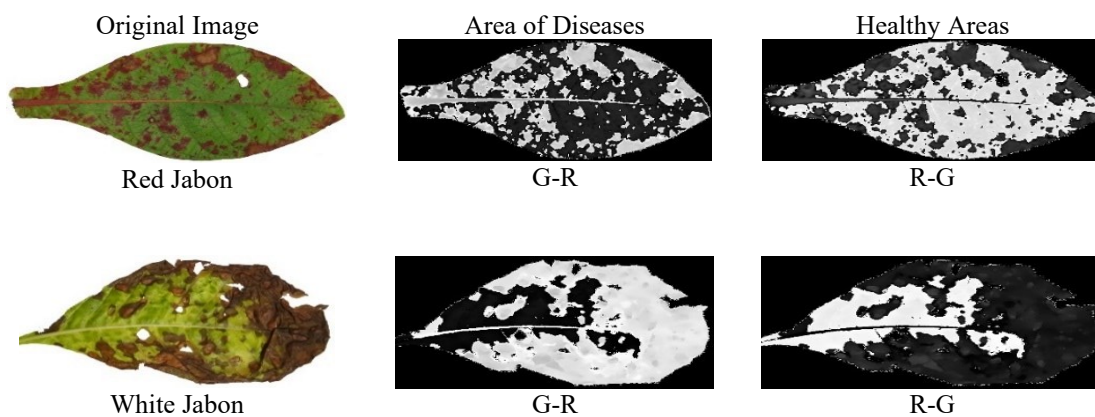 Original Image
Area of Diseases
Healthy Areas
Red Jabon
G-R
R-G
White Jabon
G-R
R-G